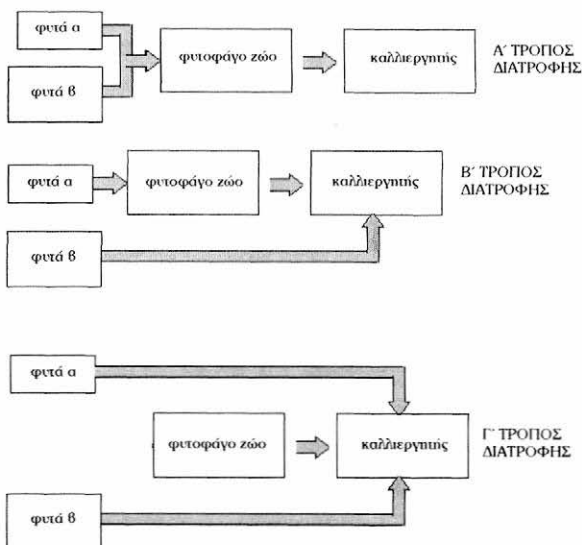 φυτά α
φυτοφάγο ζώο
καλλιεργητής
Α΄ ΤΡΟΠΟΣ
ΔΙΑΤΡΟΦΗΣ
φυτά β
φυτά α
φυτοφάγο ζώο
καλλιεργητής
Β΄ ΤΡΟΠΟΣ
ΔΙΑΤΡΟΦΗΣ
φυτά β
φυτά α
φυτοφάγο ζώο
καλλιεργητής
Γ΄ ΤΡΟΠΟΣ
ΔΙΑΤΡΟΦΗΣ
φυτά β